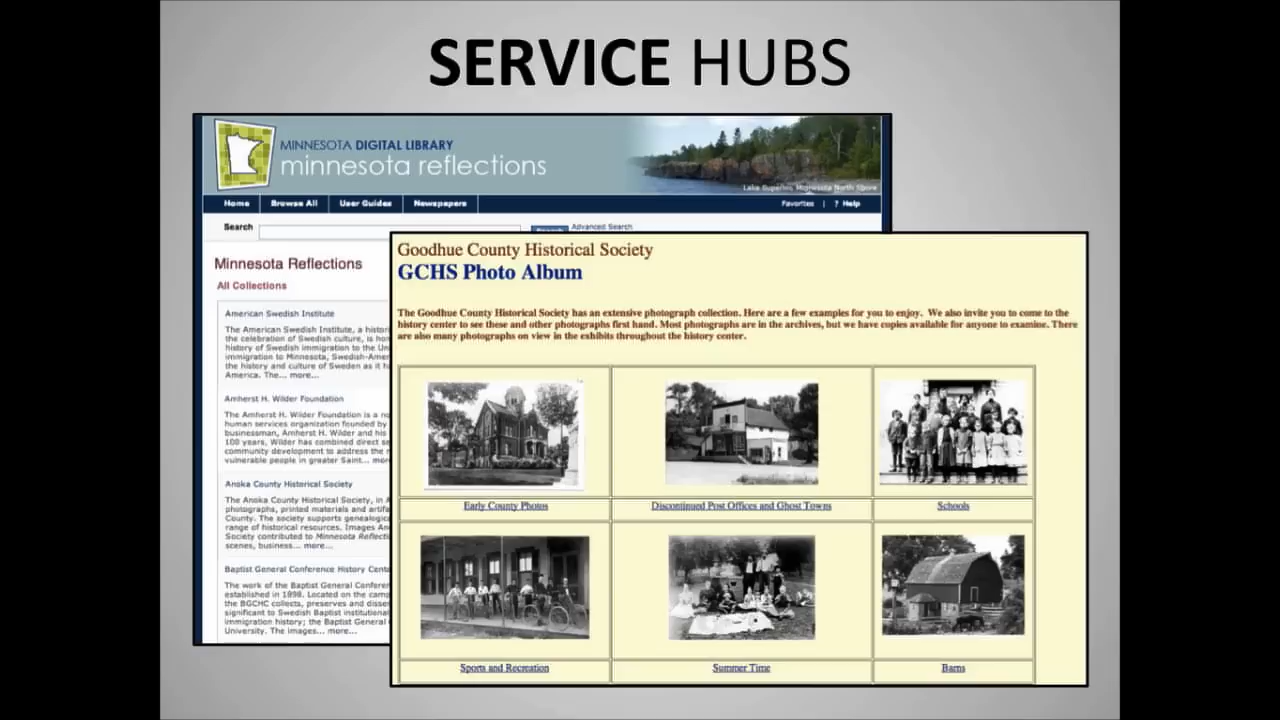 SERVICE HUBS
MINNESOTA DIGITAL LIBRARY
minnesota reflections
Lake Superior, Minnesota North Shore
Home Browse All User Guides Newspapers
Favorites | ? Help
Search
Advanced Search
Minnesota Reflections
All Collections
American Swedish Institute
The American Swedish Institute, a histori
the celebration of Swedish culture, is hon
history of Swedish immigration to the Un
immigration to Minnesota, Swedish-Amer
the history and culture of Sweden as it h
America. The... more...
Amherst H. Wilder Foundation
The Amherst H. Wilder Foundation is a no
human services organization founded by
businessman, Amherst H. Wilder and his
100 years, Wilder has combined direct se
community development to address the
vulnerable people in greater Saint... mor
Anoka County Historical Society
The Anoka County Historical Society, in A
photographs, printed materials and artifa
County. The society supports genealogic
range of historical resources. Images An
Society contributed to Minnesota Reflecti
scenes, business... more...
Baptist General Conference History Cente
The work of the Baptist General Conferen
established in 1898. Located on the camp
the BGCHC collects, preserves and disse
significant to Swedish Baptist institutional
immigration history; the Baptist General
University. The images... more...
Goodhue County Historical Society
GCHS Photo Album
The Goodhue County Historical Society has an extensive photograph collection. Here are a few examples for you to enjoy. We also invite you to come to the
history center to see these and other photographs first hand. Most photographs are in the archives, but we have copies available for anyone to examine. There
are also many photographs on view in the exhibits throughout the history center.
Early County Photos
Discontinued Post Offices and Ghost Towns
Schools
Sports and Recreation
Summer Time
Barns